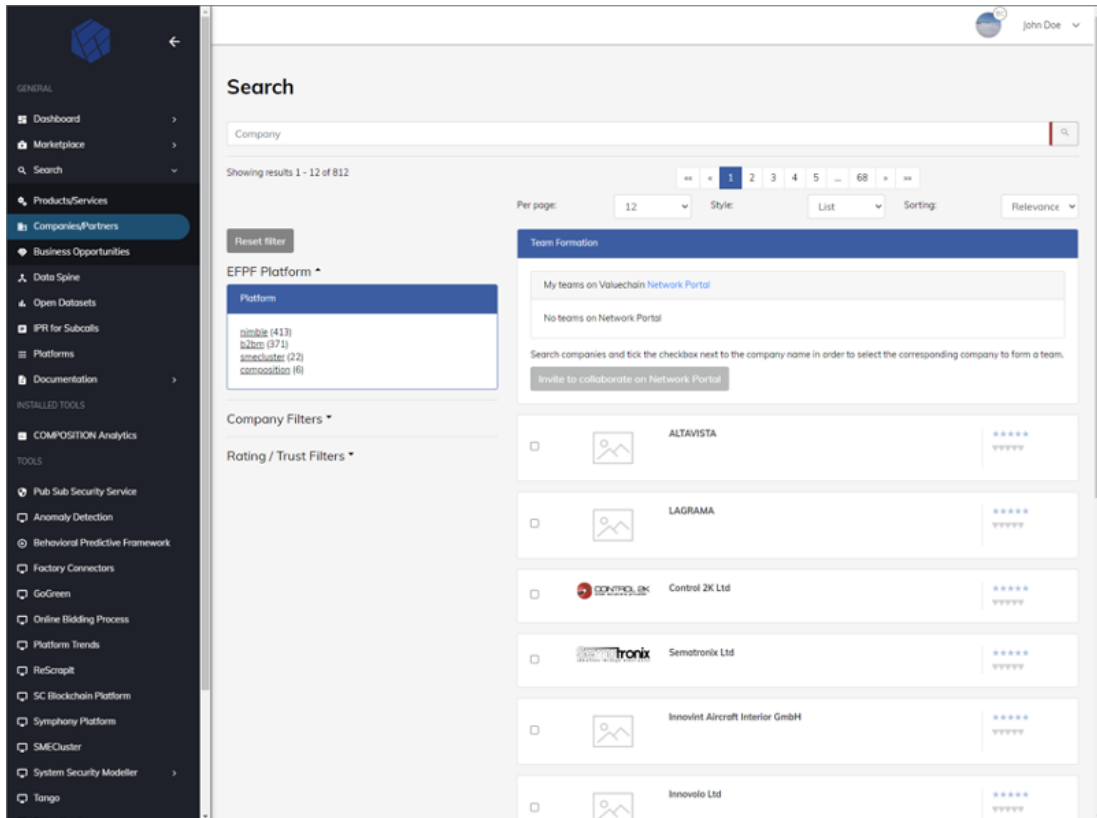 BC
John Doe
GENERAL
Dashboard
Marketplace
Search
Products/Services
Companies/Partners
Business Opportunities
Data Spine
Open Datasets
IPR for Subcalls
Platforms
Documentation
INSTALLED TOOLS
COMPOSITION Analytics
TOOLS
Pub Sub Security Service
Anomaly Detection
Behavioral Predictive Framework
Factory Connectors
GoGreen
Online Bidding Process
Platform Trends
ReScrapIt
SC Blockchain Platform
Symphony Platform
SMECluster
System Security Modeller
Tango
Search
Company
Showing results 1 - 12 of 812
«« « 1 2 3 4 5 ... 68 » »»
Per page: 12 Style: List Sorting: Relevance
Reset filter
EFPF Platform
Platform
nimble (413)
b2bm (371)
smecluster (22)
composition (6)
Company Filters
Rating / Trust Filters
Team Formation
My teams on Valuechain Network Portal
No teams on Network Portal
Search companies and tick the checkbox next to the company name in order to select the corresponding company to form a team.
Invite to collaborate on Network Portal
ALTAVISTA
LAGRAMA
CONTROL 2K
Control 2K Ltd
Sematronix Ltd
Innovint Aircraft Interior GmbH
Innovolo Ltd